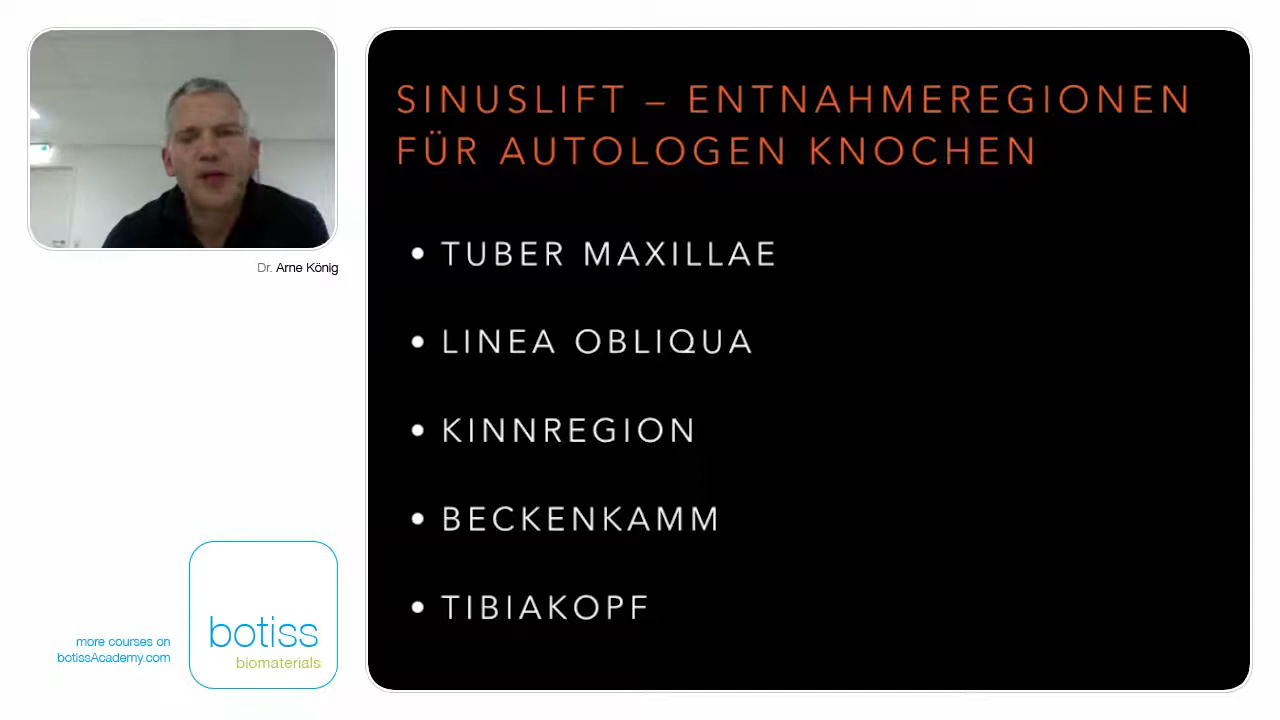 Dr. Arne König
SINUSLIFT – ENTNAHMEREGIONEN
FÜR AUTOLOGEN KNOCHEN
• TUBER MAXILLAE
• LINEA OBLIQUA
• KINNREGION
• BECKENKAMM
• TIBIAKOPF
more courses on
botissAcademy.com
botiss
biomaterials